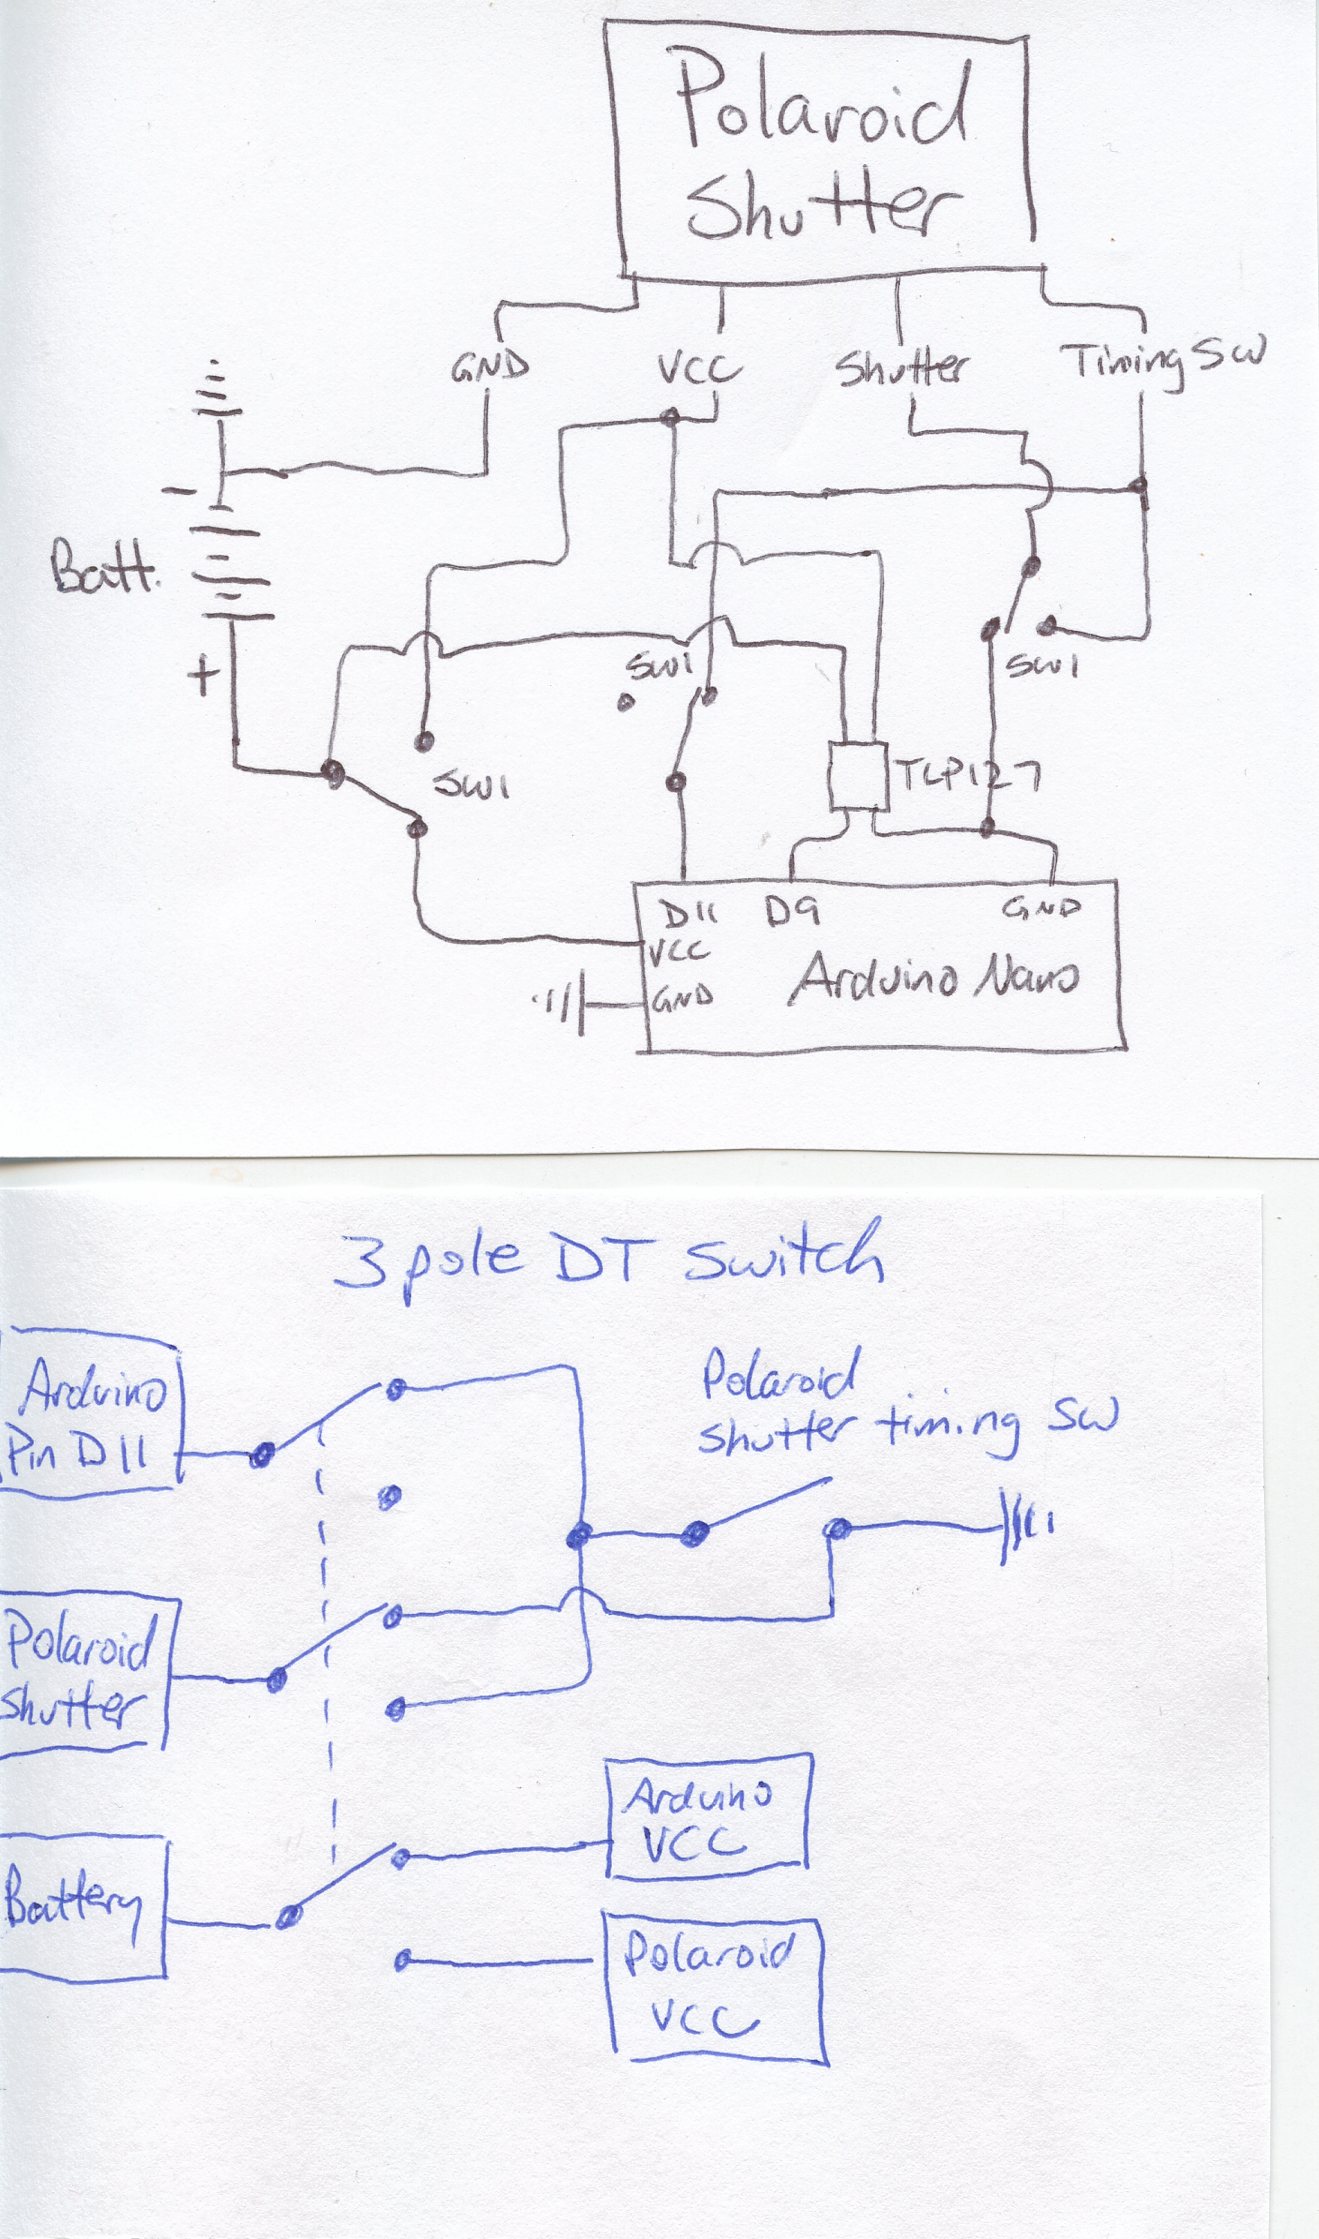 Polaroid
Shutter
GND VCC Shutter Timing SW
-
Batt.
+
SW1
SW1
SW1
TLP127
D11 D9 GND
VCC
GND
Arduino Nano
3 pole DT Switch
Arduino
Pin D11
Polaroid
shutter timing SW
Polaroid
shutter
Arduino
VCC
Battery
Polaroid
VCC